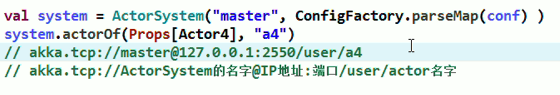 val system = ActorSystem("master", ConfigFactory.parseMap(conf) )
system.actorOf(Props[Actor4], "a4")
// akka.tcp://master@127.0.0.1:2550/user/a4
// akka.tcp://ActorSystem的名字@IP地址:端口/user/actor名字